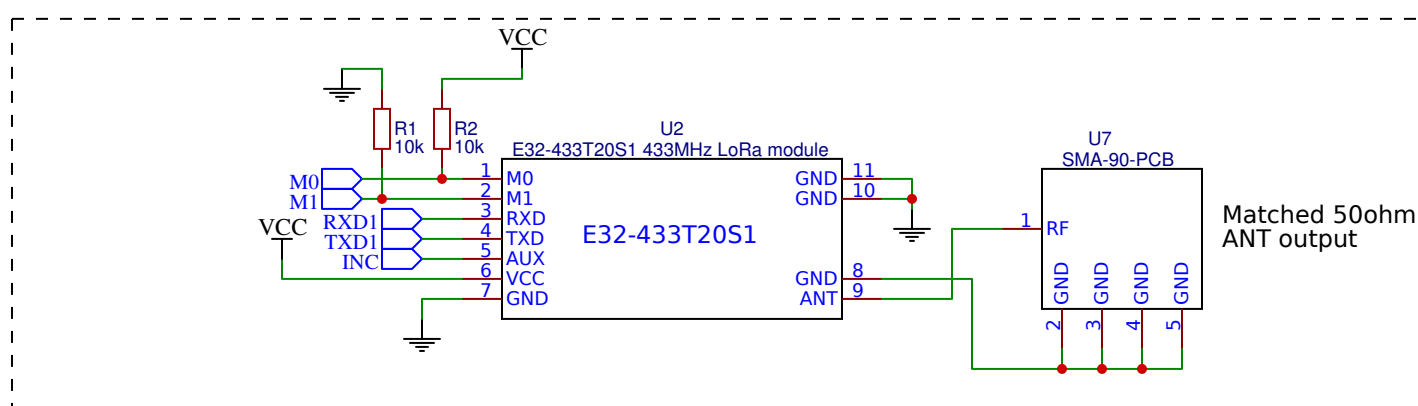 VCC
R1
10k
R2
10k
U2
E32-433T20S1 433MHz LoRa module
U7
SMA-90-PCB
M0
M1
RXD1
TXD1
INC
VCC
1
2
3
4
5
6
7
M0
M1
RXD
TXD
AUX
VCC
GND
E32-433T20S1
GND 11
GND 10
GND 8
ANT 9
1 RF
GND
GND
GND
GND
2
3
4
5
Matched 50ohm
ANT output